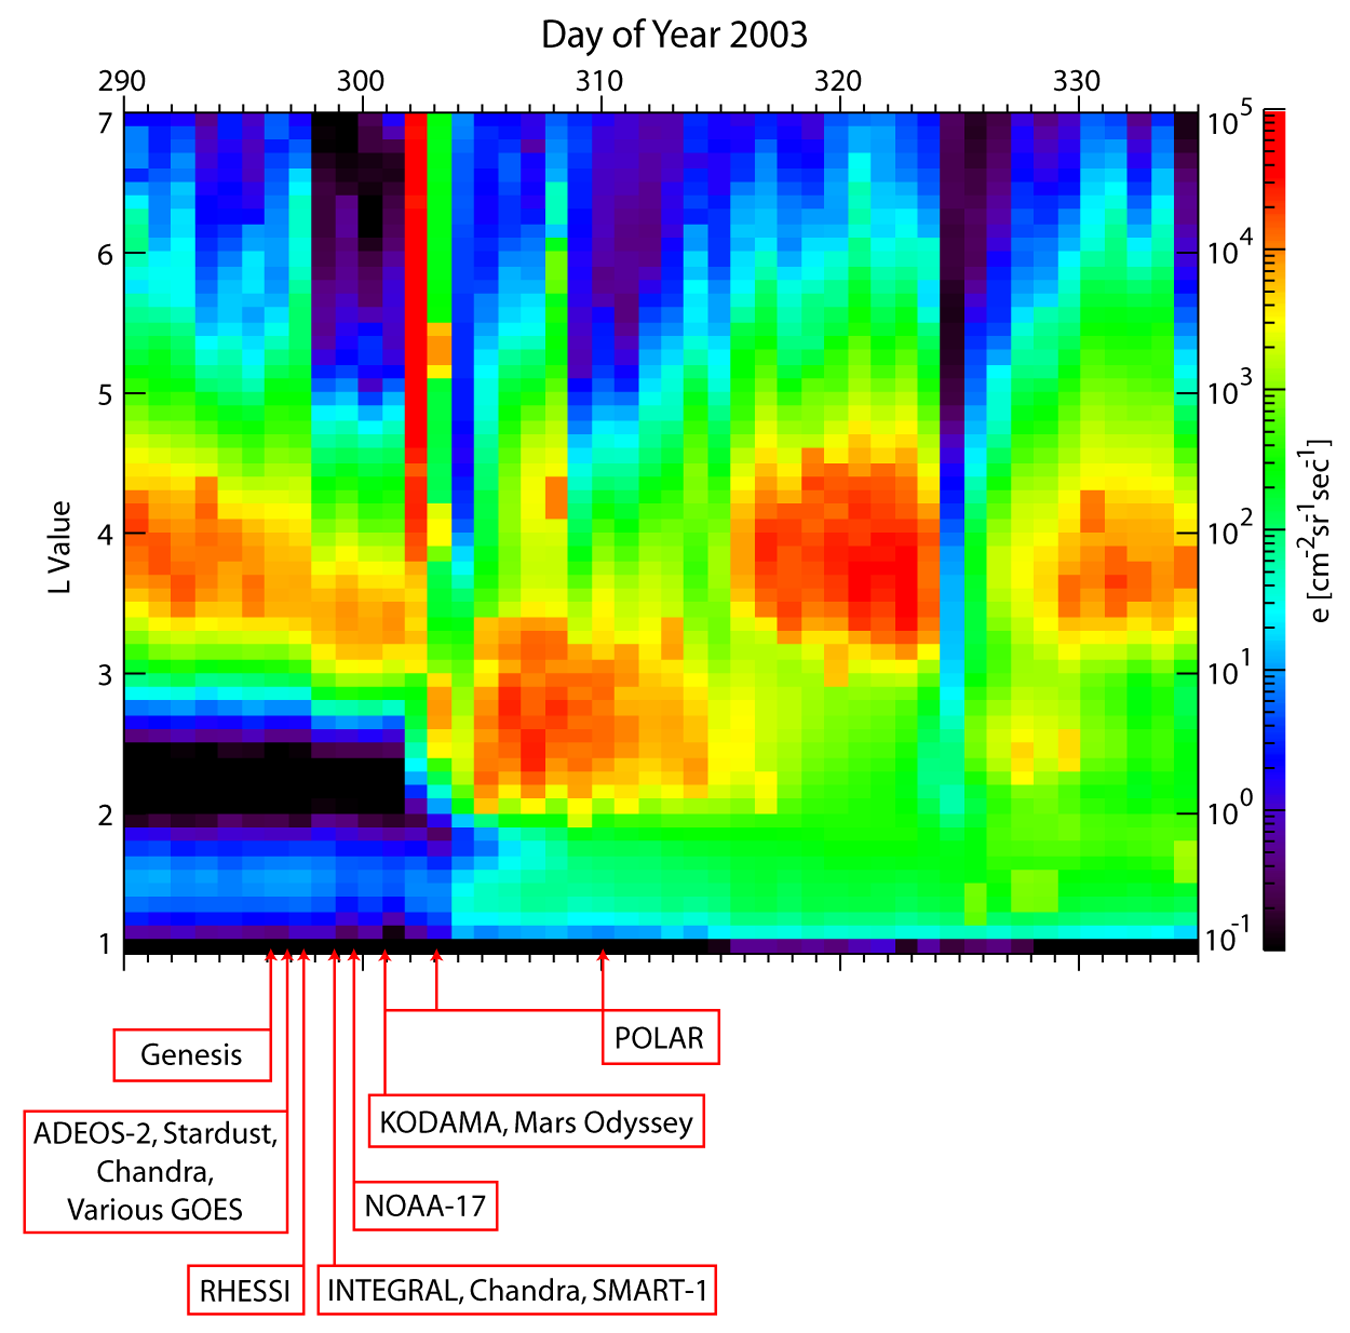 Day of Year 2003
290 300 310 320 330
7
6
5
4
3
2
1
L Value
10^5
10^4
10^3
10^2
10^1
10^0
10^-1
e [cm^-2 sr^-1 sec^-1]
Genesis
POLAR
ADEOS-2, Stardust,
Chandra,
Various GOES
KODAMA, Mars Odyssey
NOAA-17
RHESSI
INTEGRAL, Chandra, SMART-1